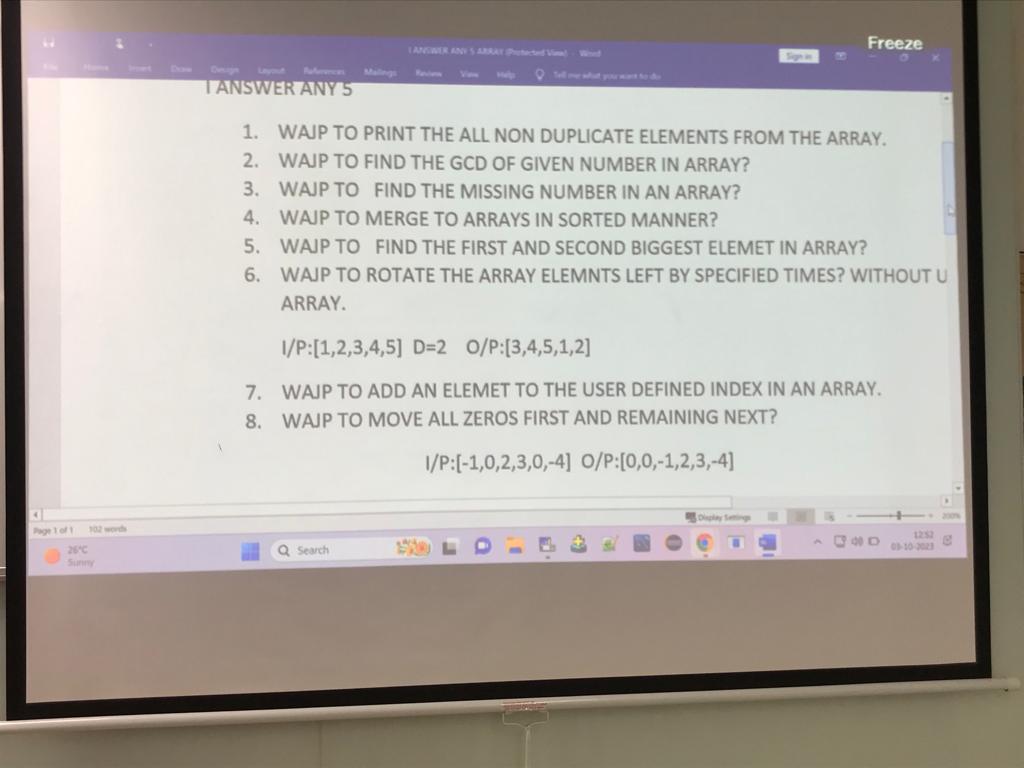 Freeze
I ANSWER ANY 5 ARRAY (Protected View) - Word
Sign in
File Home Insert Draw Design Layout References Mailings Review View Help Tell me what you want to do
I ANSWER ANY 5
1. WAJP TO PRINT THE ALL NON DUPLICATE ELEMENTS FROM THE ARRAY.
2. WAJP TO FIND THE GCD OF GIVEN NUMBER IN ARRAY?
3. WAJP TO FIND THE MISSING NUMBER IN AN ARRAY?
4. WAJP TO MERGE TO ARRAYS IN SORTED MANNER?
5. WAJP TO FIND THE FIRST AND SECOND BIGGEST ELEMET IN ARRAY?
6. WAJP TO ROTATE THE ARRAY ELEMNTS LEFT BY SPECIFIED TIMES? WITHOUT U
ARRAY.
I/P:[1,2,3,4,5] D=2 O/P:[3,4,5,1,2]
7. WAJP TO ADD AN ELEMET TO THE USER DEFINED INDEX IN AN ARRAY.
8. WAJP TO MOVE ALL ZEROS FIRST AND REMAINING NEXT?
I/P:[-1,0,2,3,0,-4] O/P:[0,0,-1,2,3,-4]
Page 1 of 1 102 words Display Settings 200%
26°C
Sunny
Search
12:52
03-10-2023